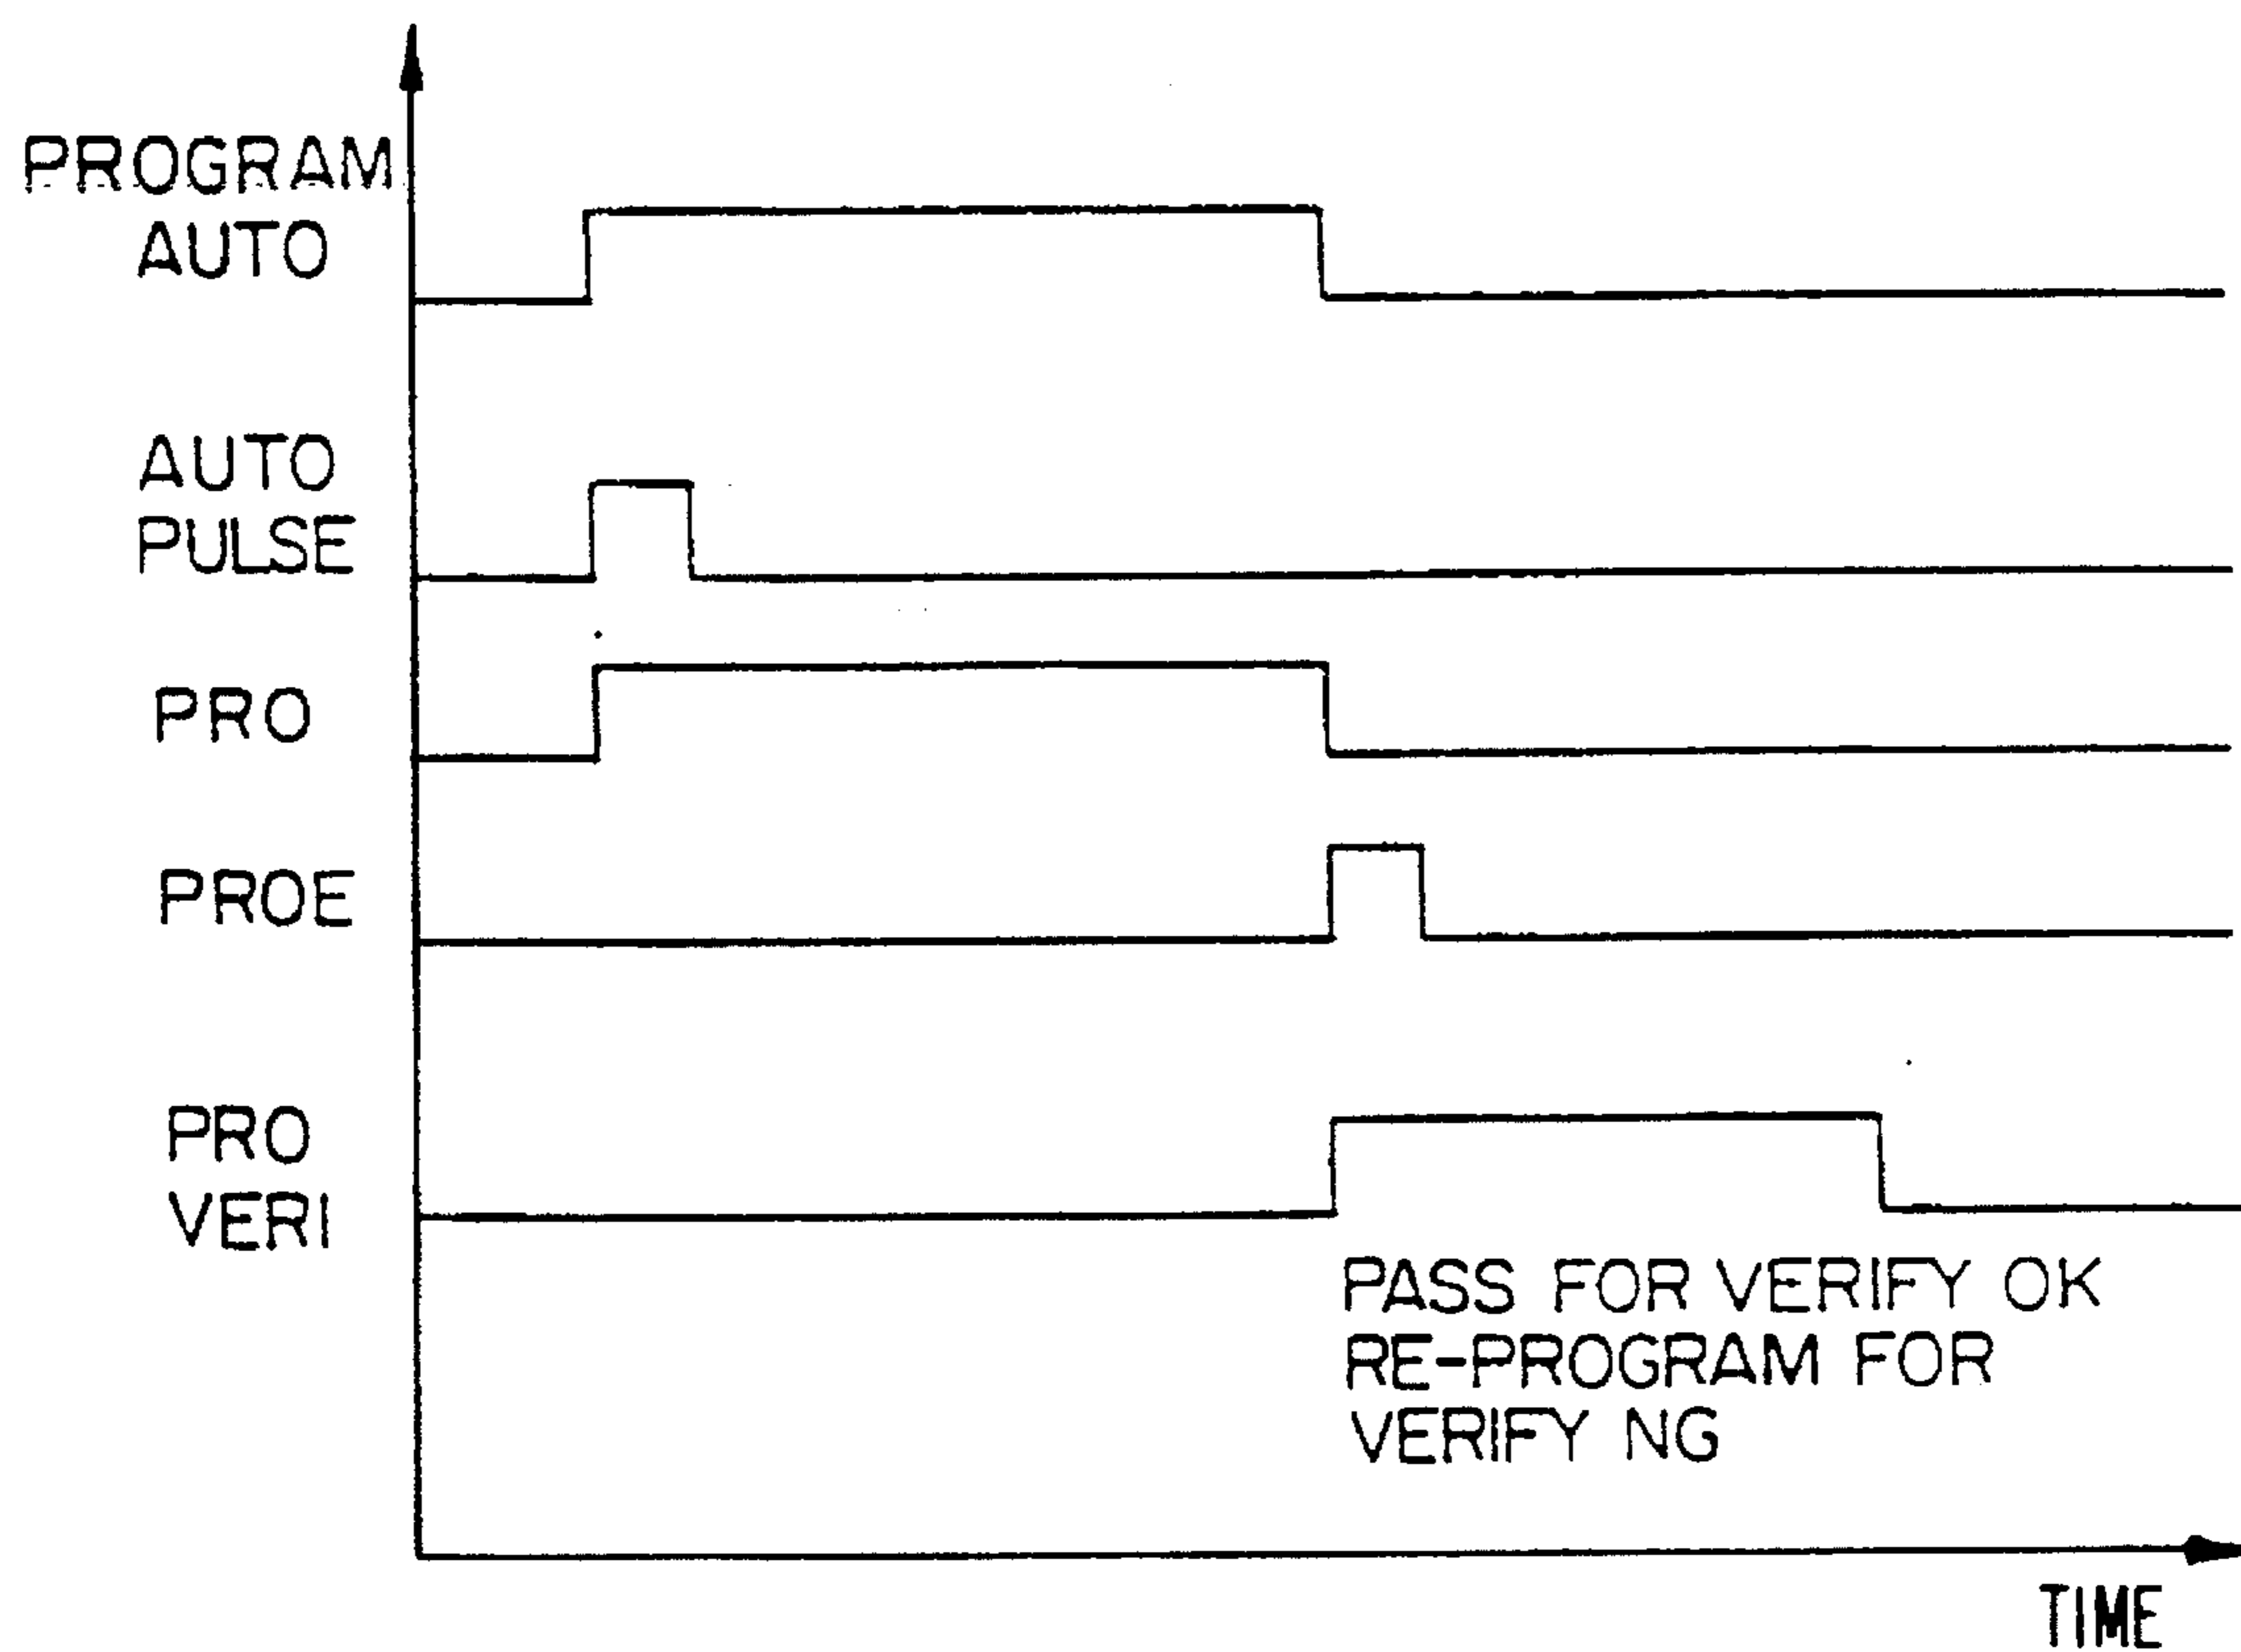 PROGRAM
AUTO
AUTO
PULSE
PRO
PROE
PRO
VERI
PASS FOR VERIFY OK
RE-PROGRAM FOR
VERIFY NG
TIME